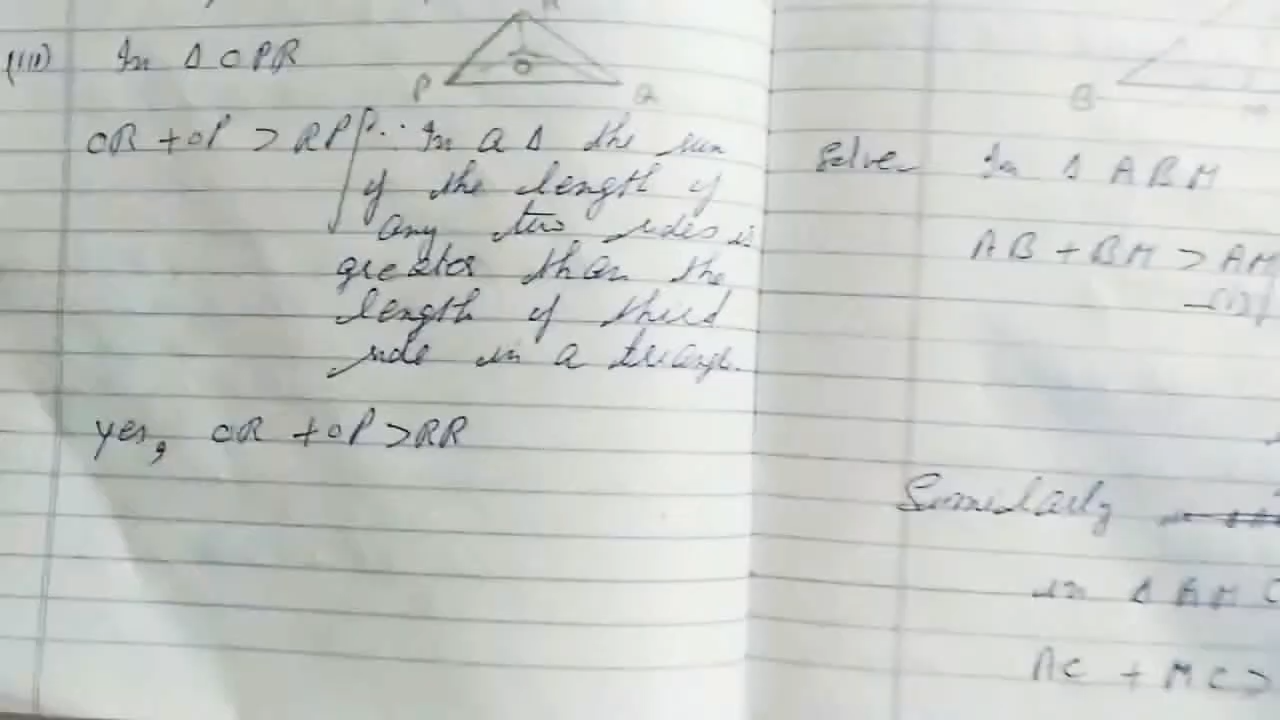 R
(iii) In Δ OPR
P O Q
OR + OP > RP
∵ In a Δ the sum
of the length of
any two sides is
greater than the
length of third
side in a triangle.
yes, OR + OP > RR
B
Solve In Δ ABM
AB + BM > AM
—(1)
Similarly
in Δ AMC
AC + MC >